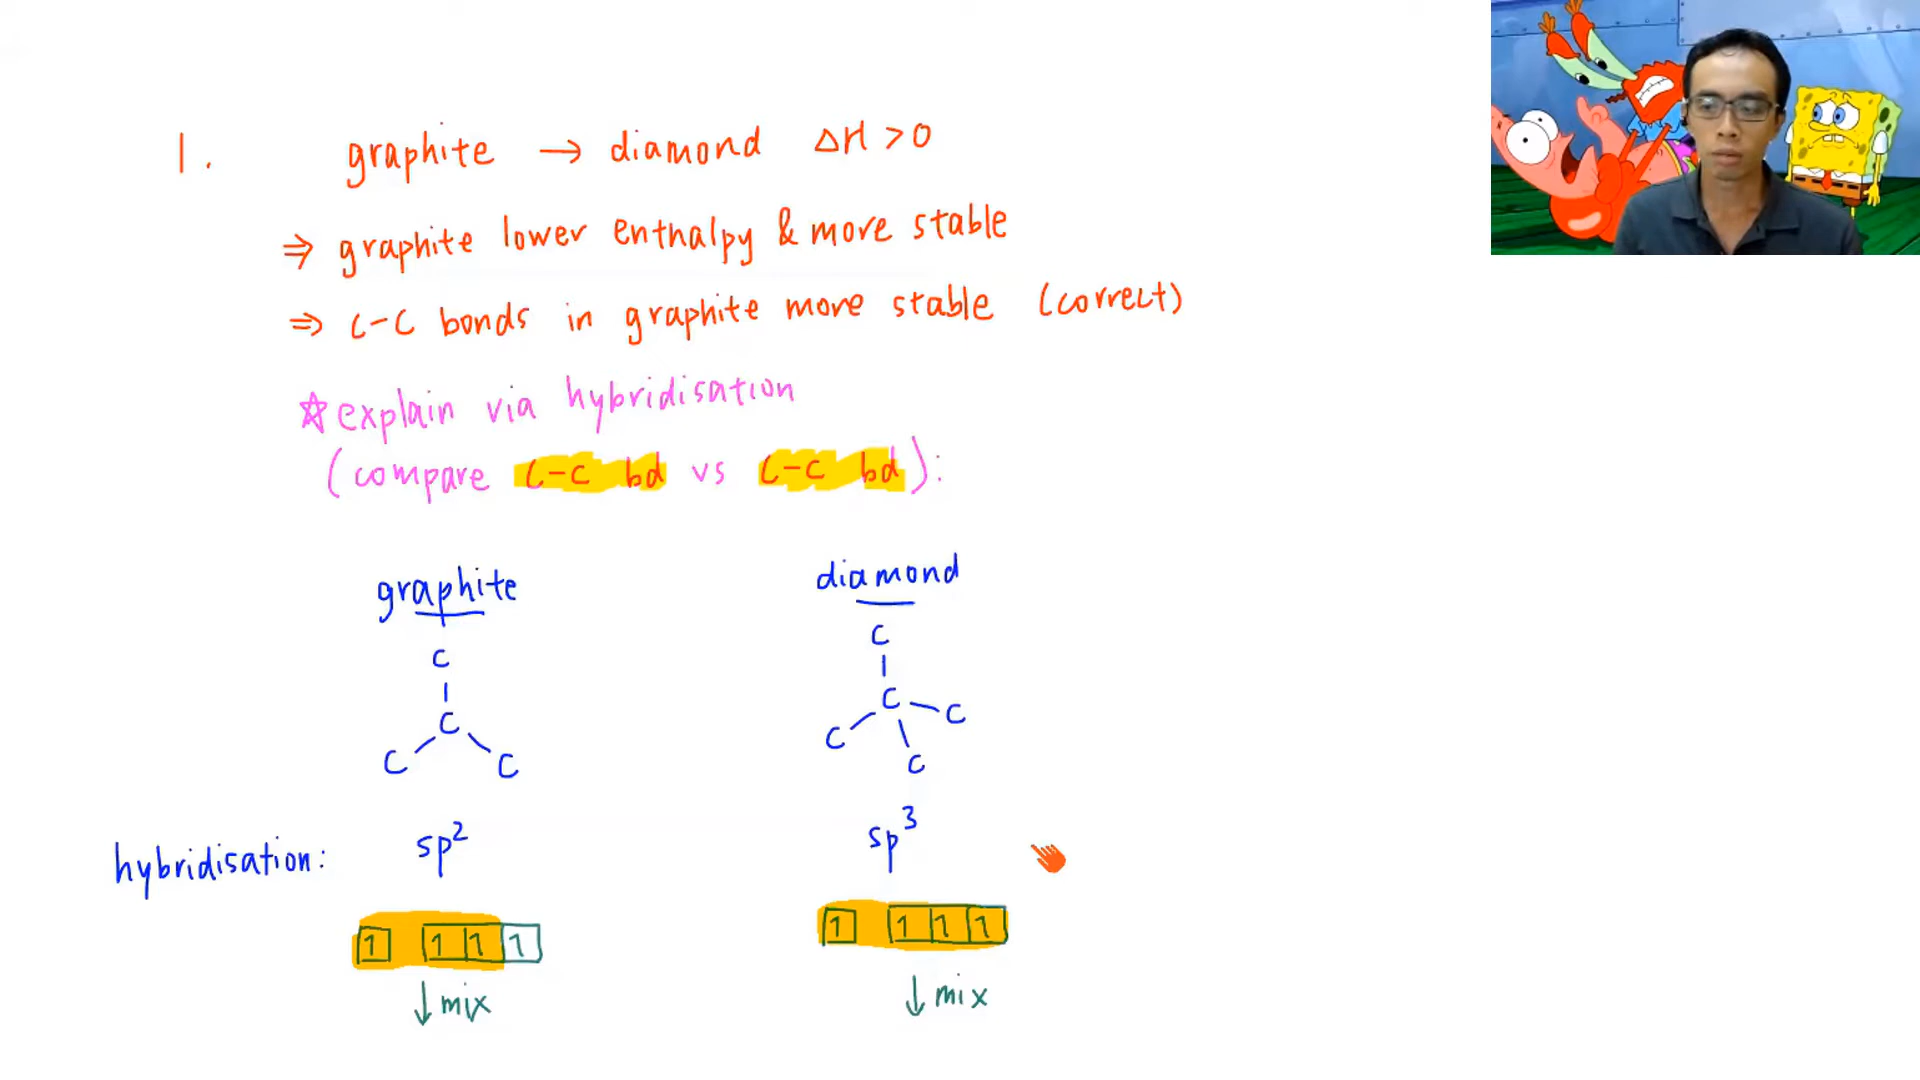 1. graphite → diamond ΔH > 0
⇒ graphite lower enthalpy & more stable
⇒ C-C bonds in graphite more stable (correct)
☆ explain via hybridisation
(compare C-C bd vs C-C bd):
graphite diamond
C C
C C C
C C C C
hybridisation: sp² sp³
1 1 1 1 1 1 1 1
↓ mix ↓ mix